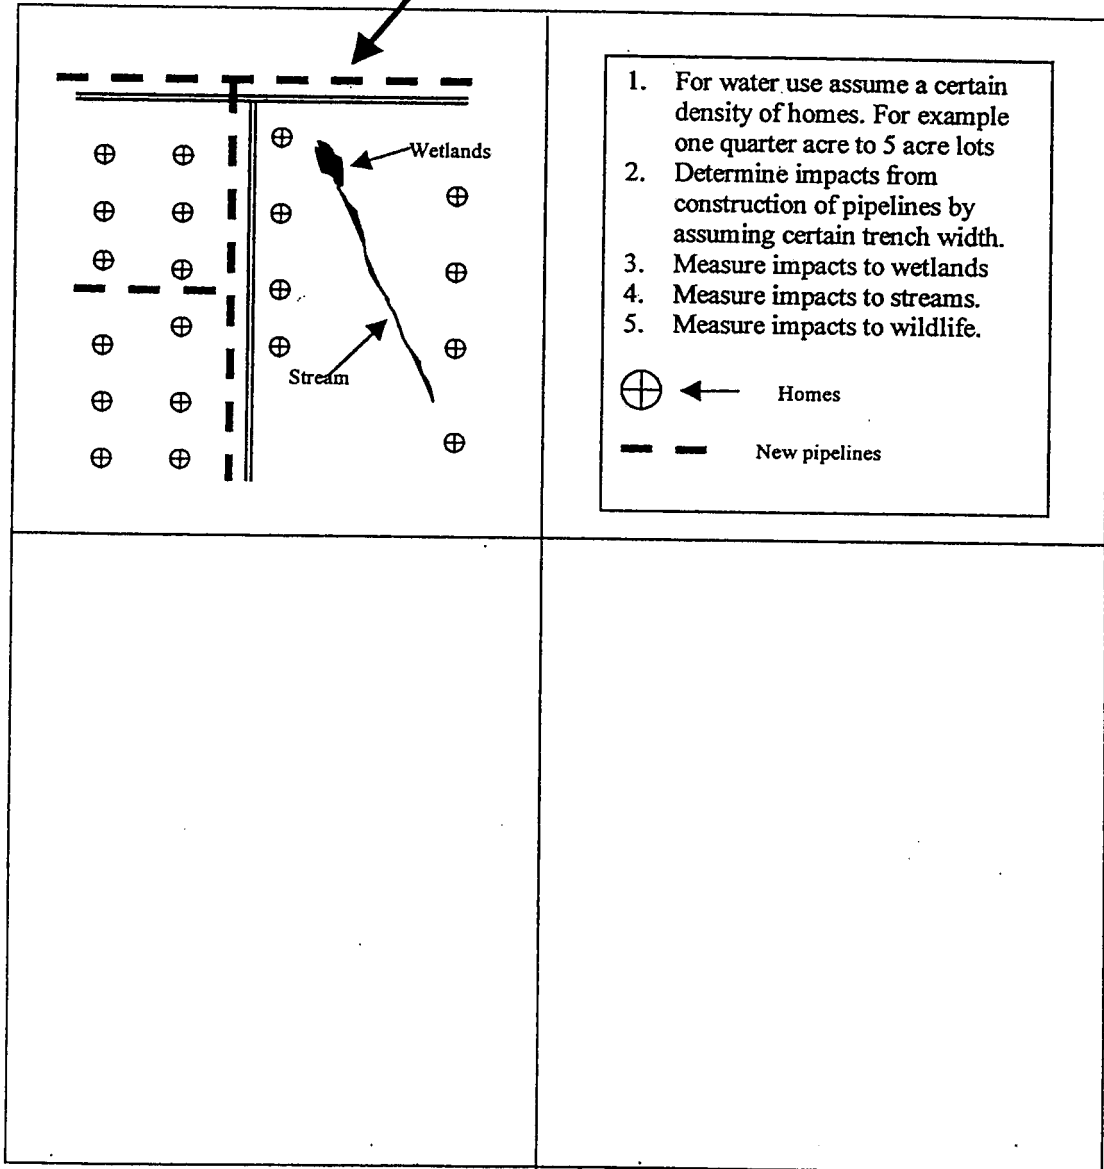 Wetlands
Stream
1. For water use assume a certain
density of homes. For example
one quarter acre to 5 acre lots
2. Determine impacts from
construction of pipelines by
assuming certain trench width.
3. Measure impacts to wetlands
4. Measure impacts to streams.
5. Measure impacts to wildlife.
Homes
New pipelines